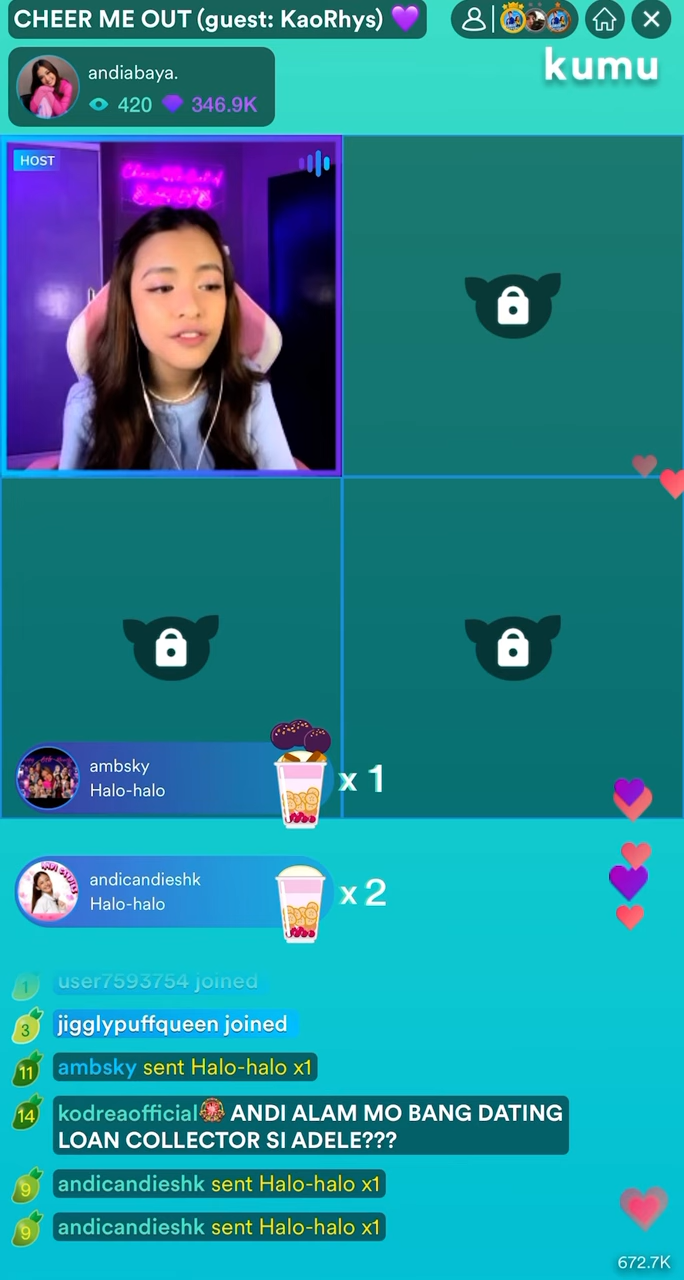 CHEER ME OUT (guest: KaoRhys) 💜
andiabaya.
420 346.9K
kumu
HOST
ambsky
Halo-halo
x 1
andicandieshk
Halo-halo
x 2
1 user7593754 joined
3 jigglypuffqueen joined
11 ambsky sent Halo-halo x1
14 kodreaofficial ANDI ALAM MO BANG DATING
LOAN COLLECTOR SI ADELE???
9 andicandieshk sent Halo-halo x1
9 andicandieshk sent Halo-halo x1
672.7K